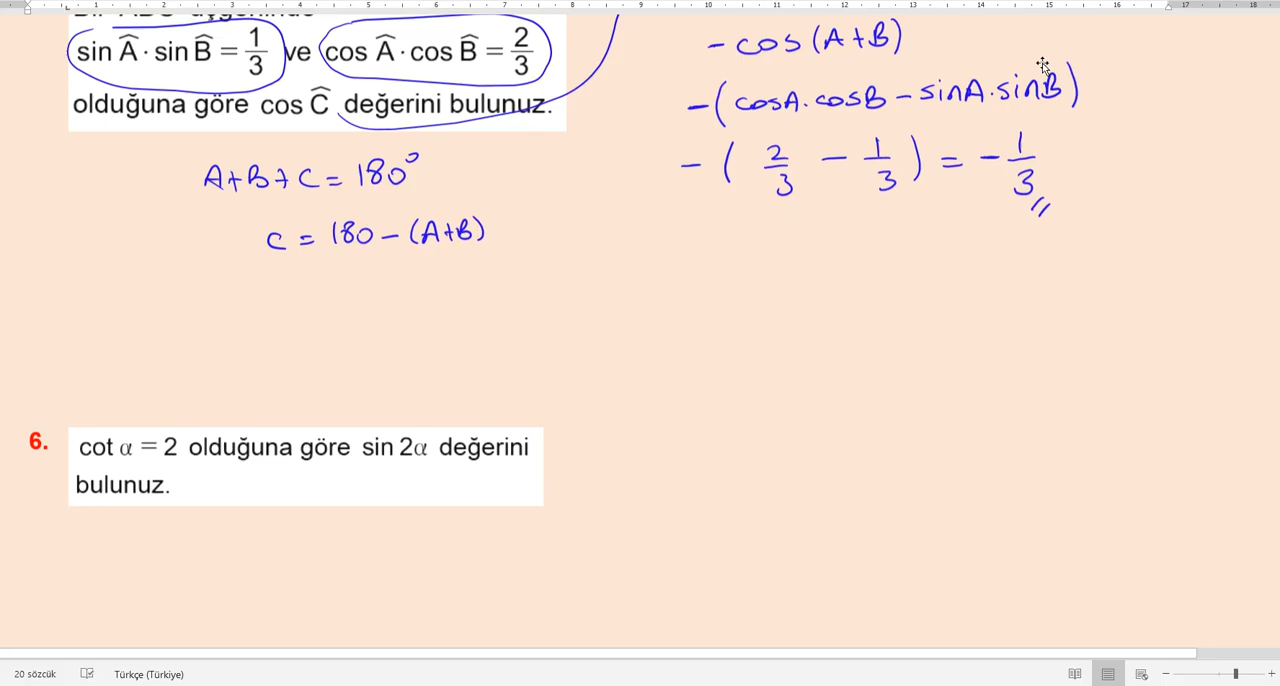 sin Â · sin B̂ = 1/3 ve cos Â · cos B̂ = 2/3
olduğuna göre cos Ĉ değerini bulunuz.
A+B+C = 180°
C = 180 - (A+B)
- cos (A+B)
- (cosA.cosB - sinA.sinB)
- ( 2/3 - 1/3 ) = - 1/3 //
6. cot α = 2 olduğuna göre sin 2α değerini
bulunuz.
20 sözcük Türkçe (Türkiye)